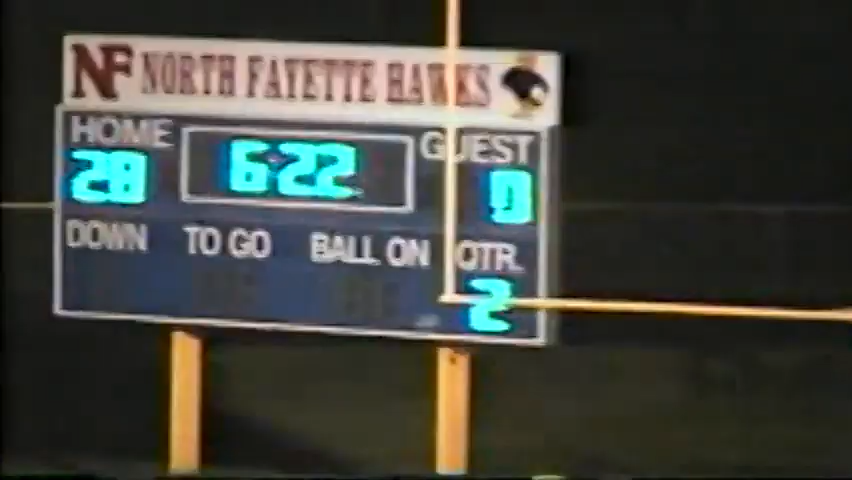 NF NORTH FAYETTE HAWKS
HOME GUEST
28 6:22 0
DOWN TO GO BALL ON QTR.
2